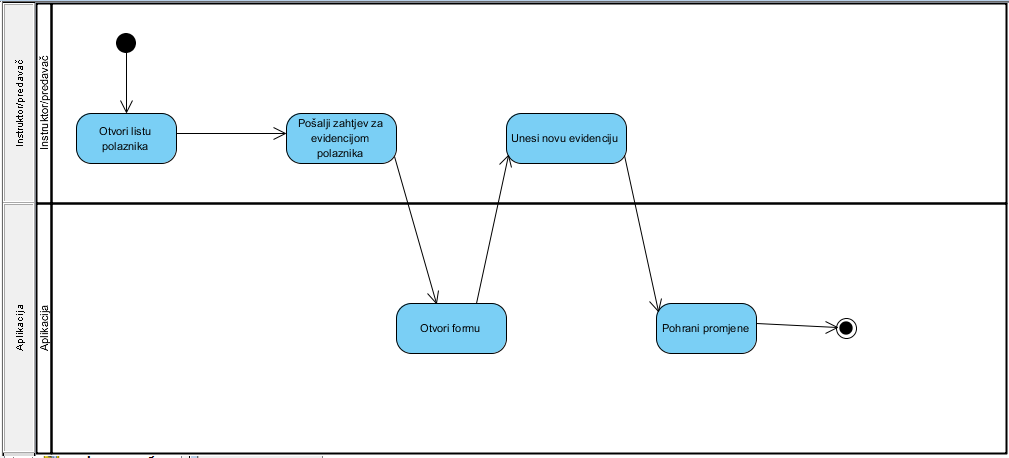 Instruktor/predavač
Instruktor/predavač
Otvori listu
polaznika
Pošalji zahtjev za
evidencijom
polaznika
Unesi novu evidenciju
Aplikacija
Aplikacija
Otvori formu
Pohrani promjene